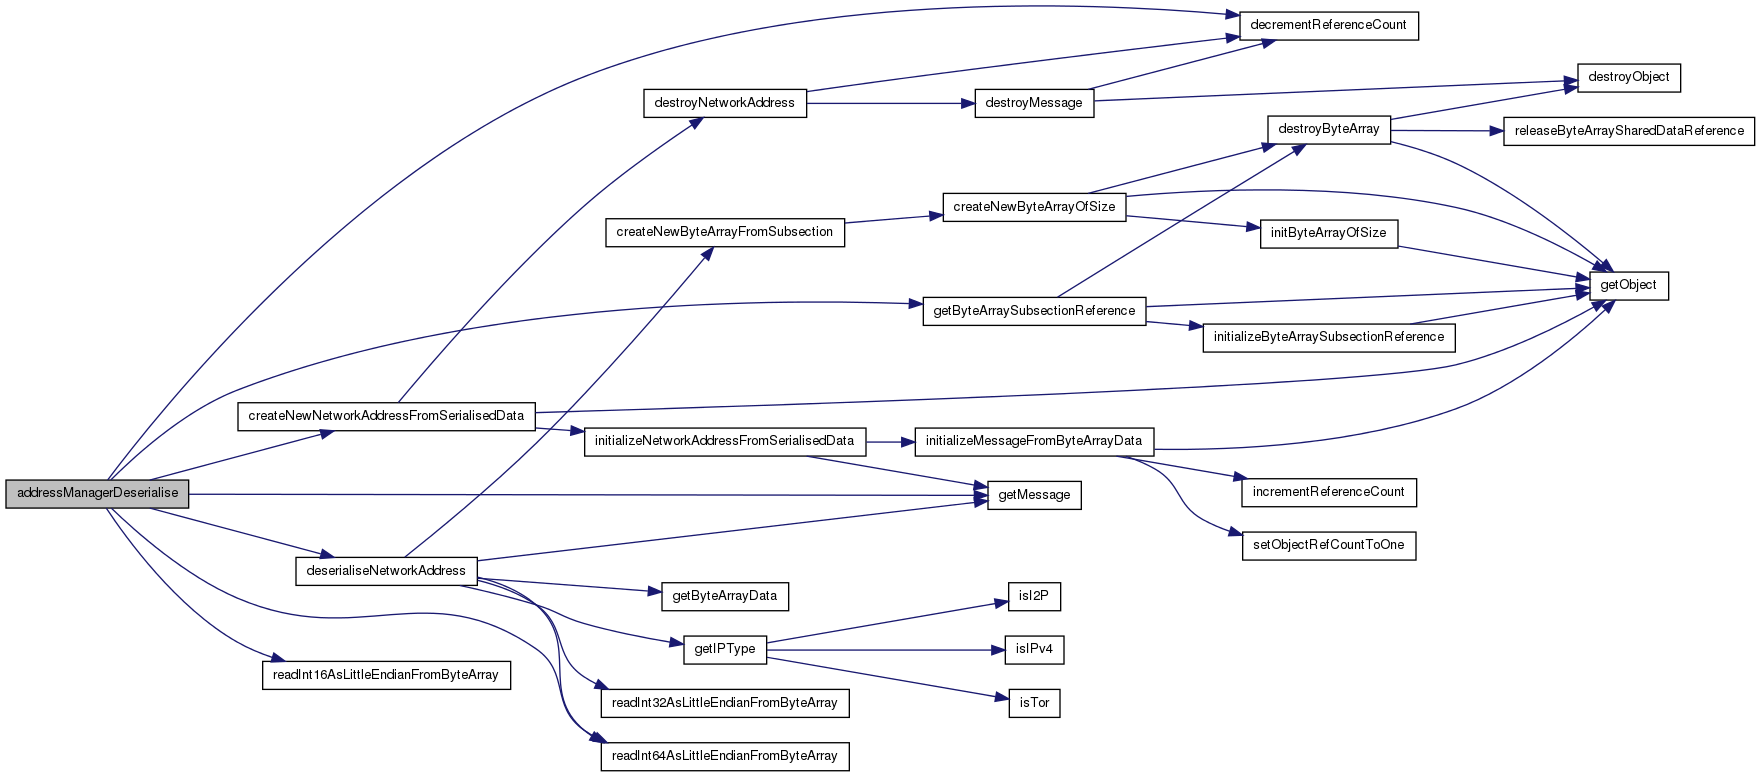 decrementReferenceCount
destroyObject
destroyNetworkAddress
destroyMessage
destroyByteArray
releaseByteArraySharedDataReference
createNewByteArrayOfSize
createNewByteArrayFromSubsection
initByteArrayOfSize
getObject
getByteArraySubsectionReference
initializeByteArraySubsectionReference
createNewNetworkAddressFromSerialisedData
initializeNetworkAddressFromSerialisedData
initializeMessageFromByteArrayData
addressManagerDeserialise
getMessage
incrementReferenceCount
setObjectRefCountToOne
deserialiseNetworkAddress
getByteArrayData
isI2P
getIPType
isIPv4
readInt16AsLittleEndianFromByteArray
readInt32AsLittleEndianFromByteArray
isTor
readInt64AsLittleEndianFromByteArray